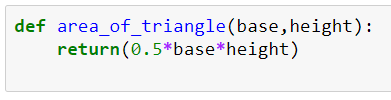 def area_of_triangle(base,height):
    return(0.5*base*height)